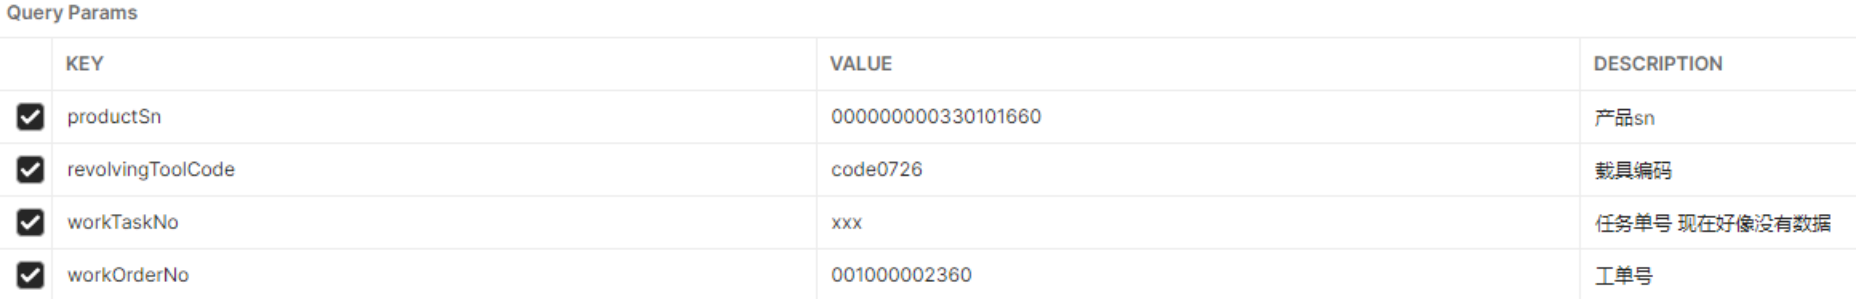 Query Params
KEY VALUE DESCRIPTION
productSn 000000000330101660 产品sn
revolvingToolCode code0726 载具编码
workTaskNo xxx 任务单号 现在好像没有数据
workOrderNo 001000002360 工单号